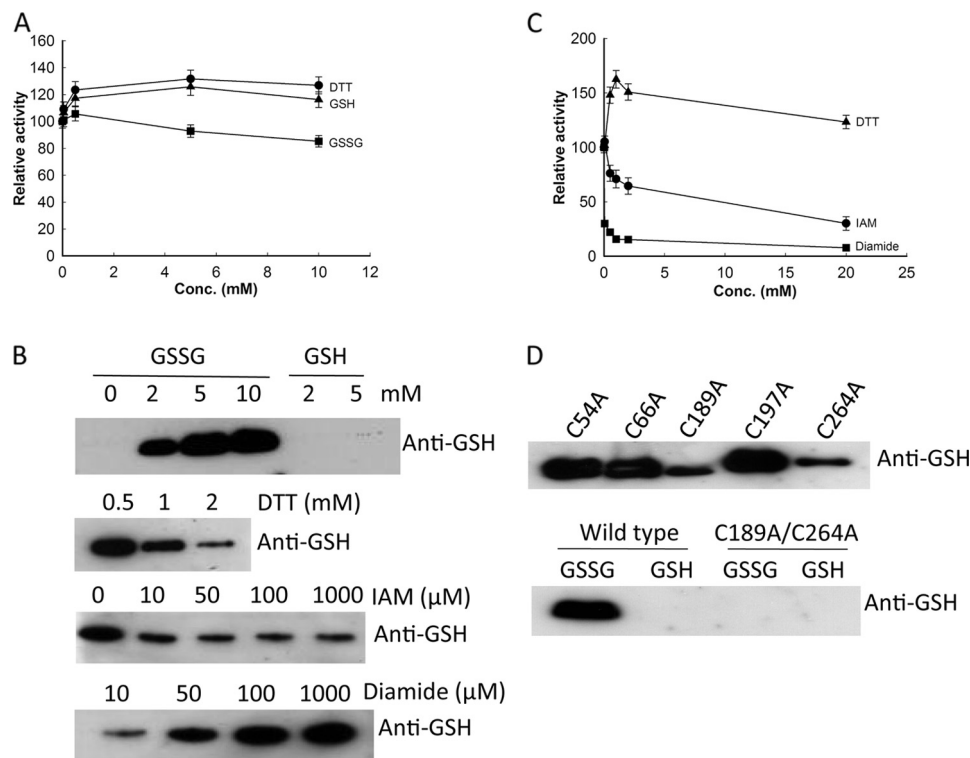 A
160
140
120
100
80
60
40
20
0
Relative activity
DTT
GSH
GSSG
0 2 4 6 8 10 12
Conc. (mM)
C
200
150
100
50
0
Relative activity
DTT
IAM
Diamide
0 5 10 15 20 25
Conc. (mM)
B
GSSG GSH
0 2 5 10 mM 2 5
Anti-GSH
0.5 1 2 DTT (mM)
Anti-GSH
0 10 50 100 1000 IAM (µM)
Anti-GSH
10 50 100 1000 Diamide (µM)
Anti-GSH
D
C54A C66A C189A C197A C264A
Anti-GSH
Wild type C189A/C264A
GSSG GSH GSSG GSH
Anti-GSH